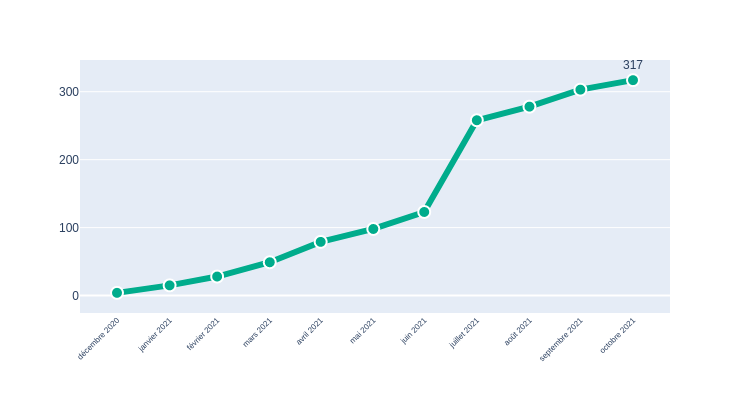 317
300
200
100
0
décembre 2020
janvier 2021
février 2021
mars 2021
avril 2021
mai 2021
juin 2021
juillet 2021
août 2021
septembre 2021
octobre 2021